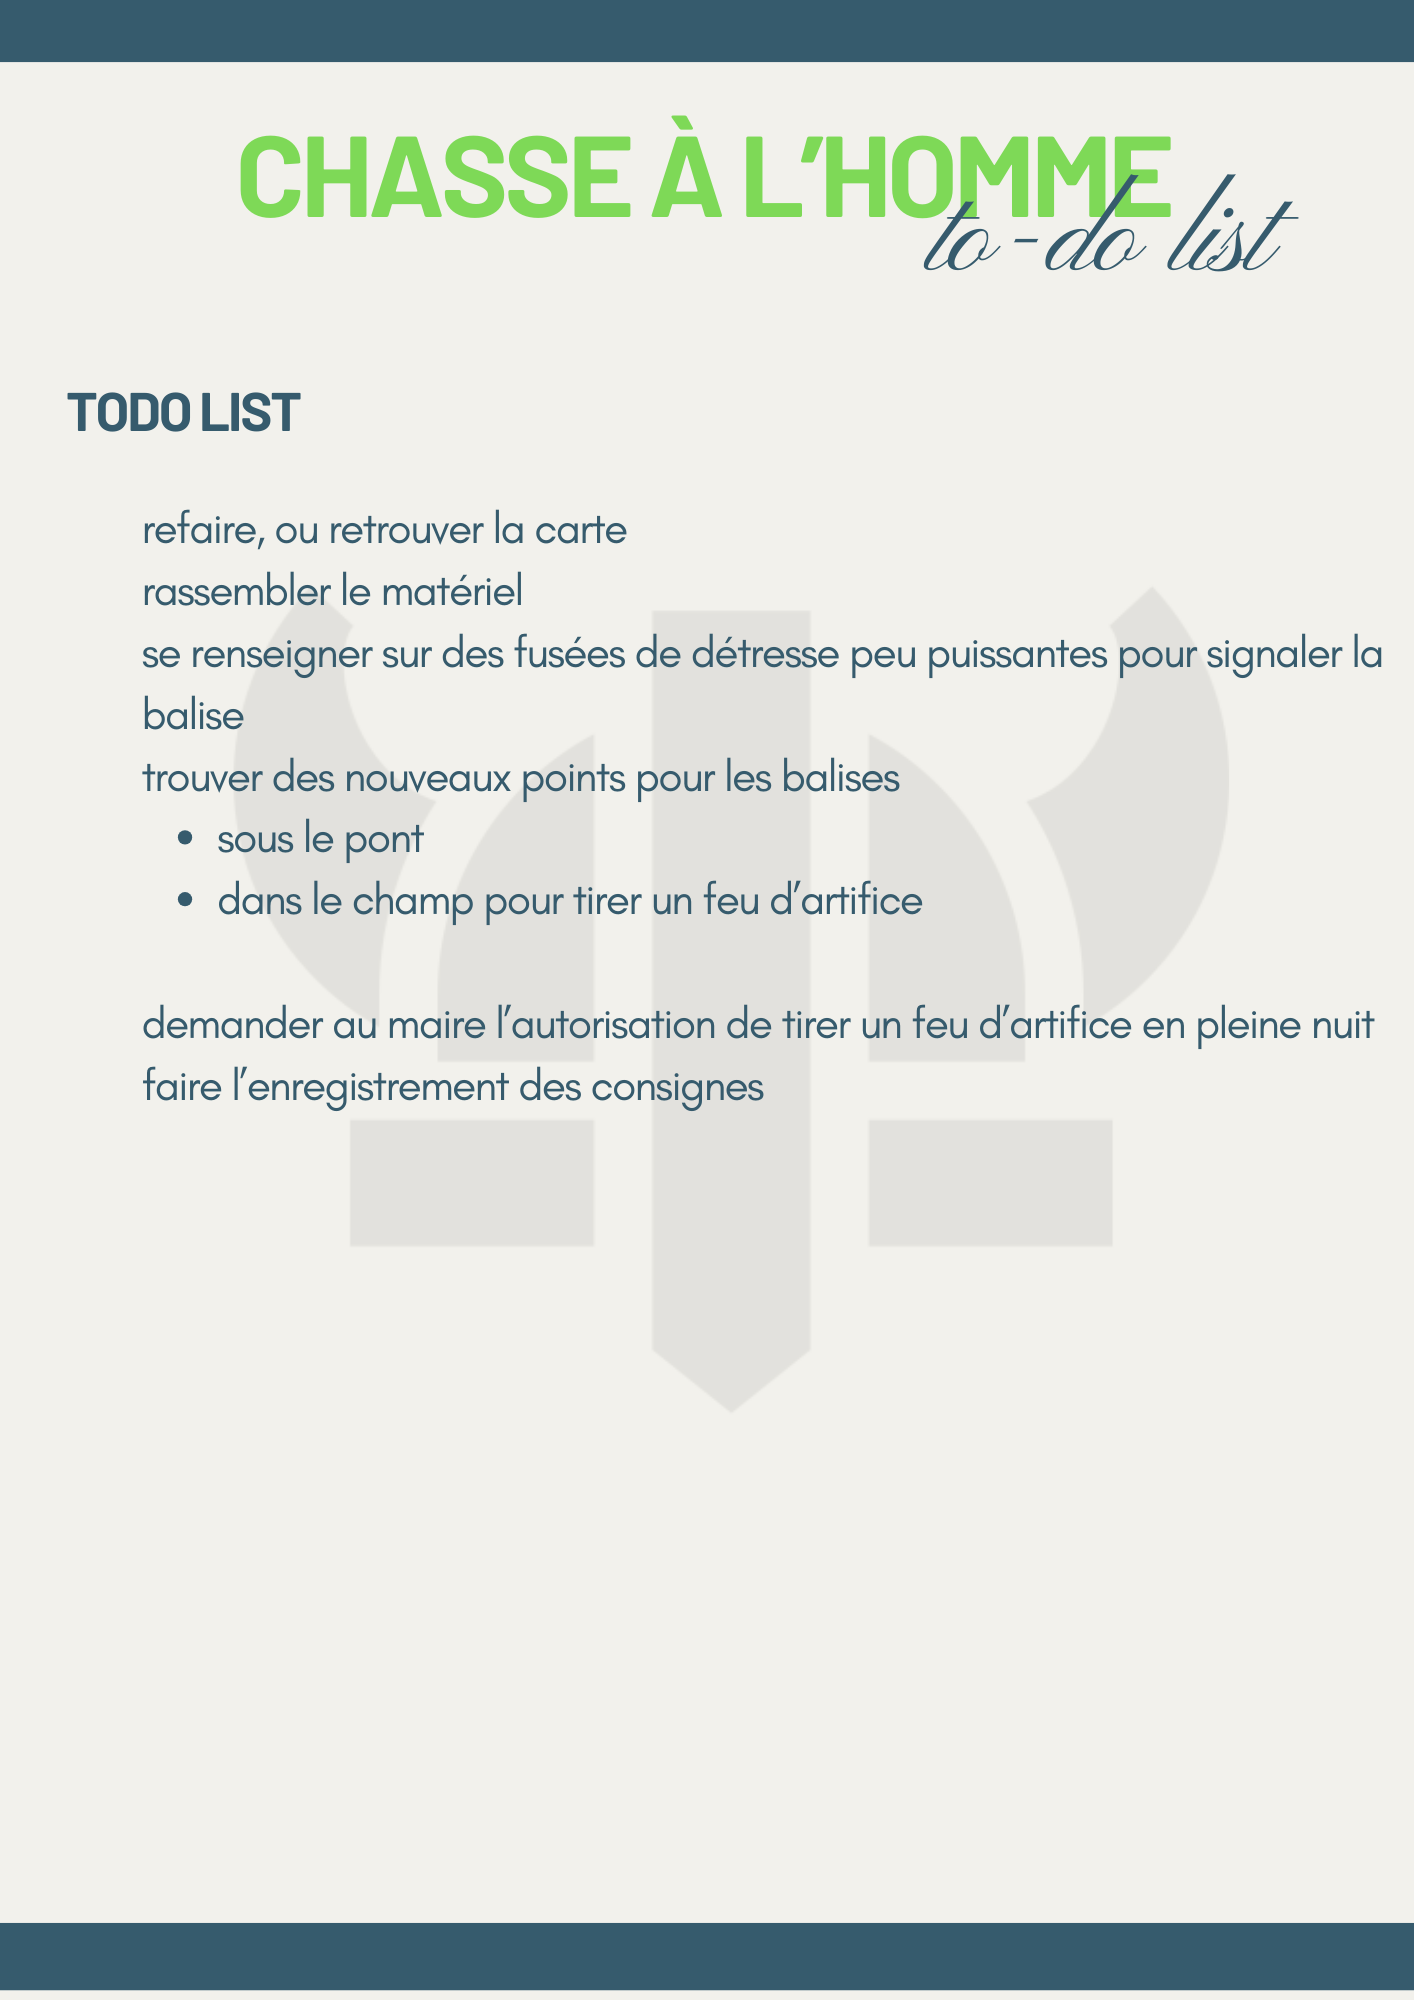 CHASSE À L’HOMME
to-do list
TODO LIST
refaire, ou retrouver la carte
rassembler le matériel
se renseigner sur des fusées de détresse peu puissantes pour signaler la
balise
trouver des nouveaux points pour les balises
• sous le pont
• dans le champ pour tirer un feu d’artifice
demander au maire l’autorisation de tirer un feu d’artifice en pleine nuit
faire l’enregistrement des consignes